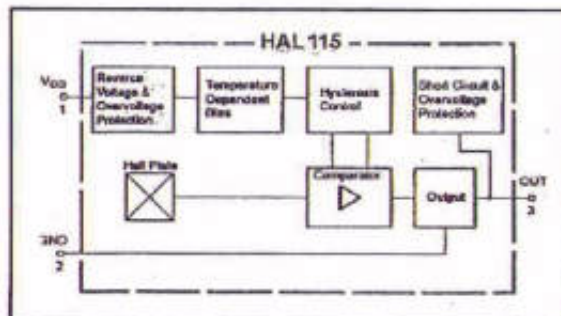 HAL 115
VDD
1
Reverse
Voltage &
Overvoltage
Protection
Temperature
Dependent
Bias
Hysteresis
Control
Short Circuit &
Overvoltage
Protection
Hall Plate
Comparator
Output
OUT
3
GND
2